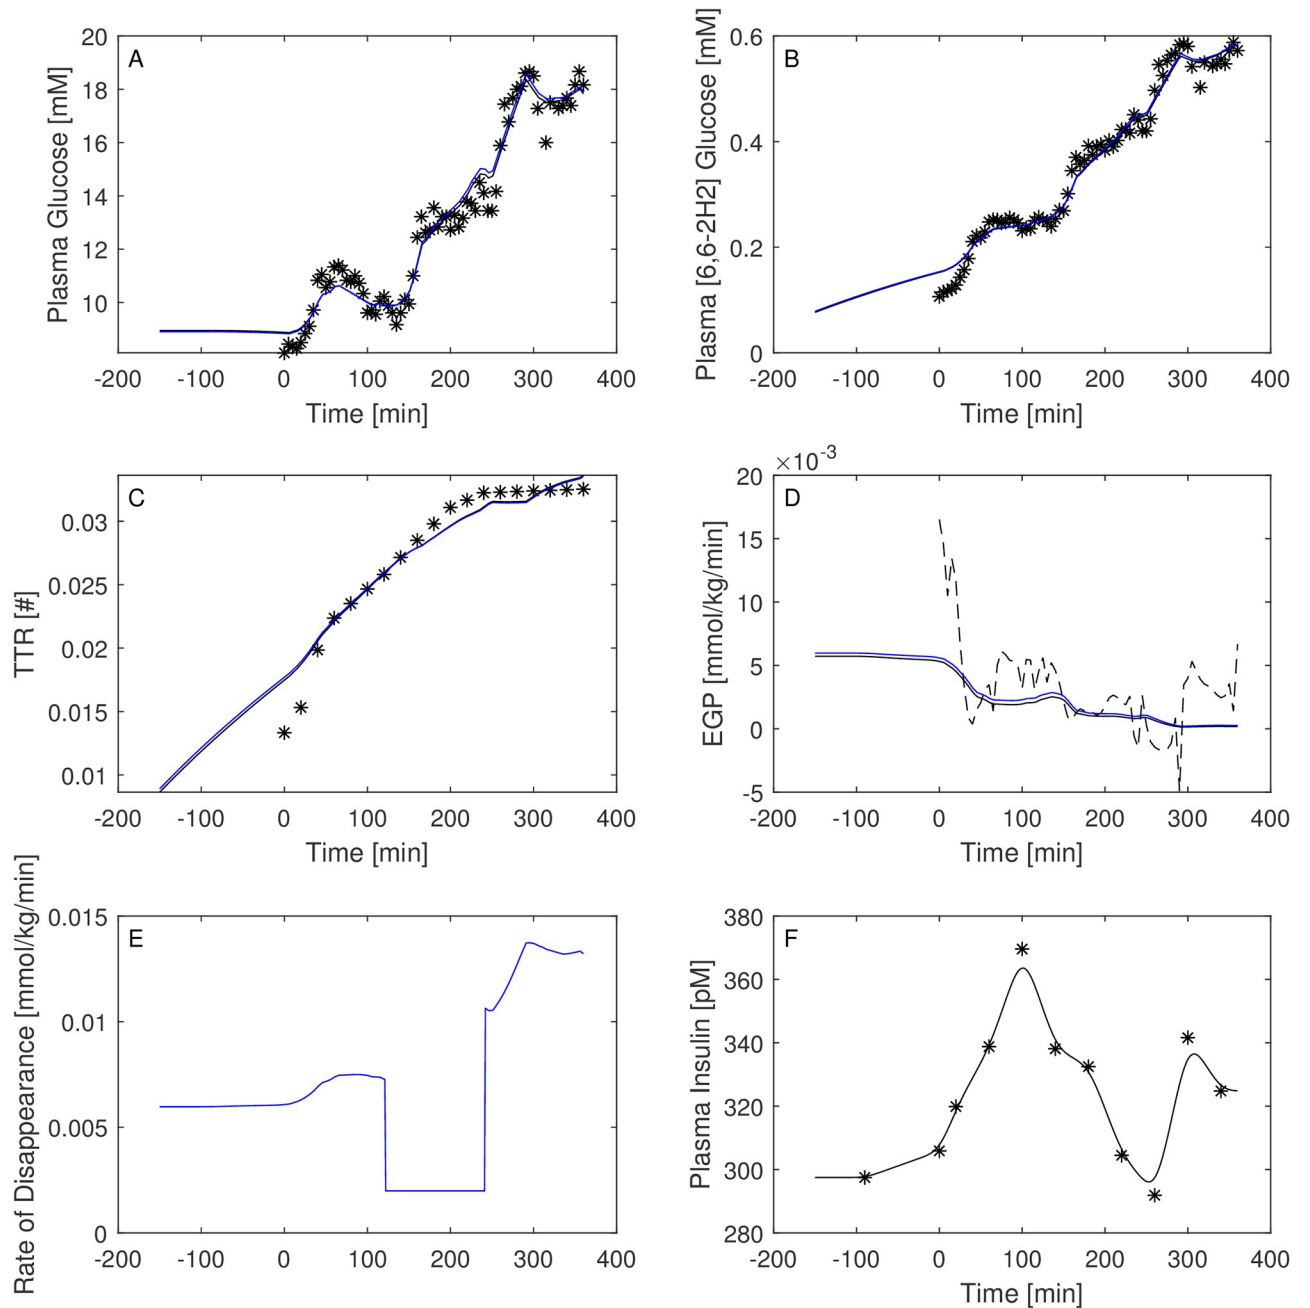 A
Plasma Glucose [mM]
20
18
16
14
12
10
-200 -100 0 100 200 300 400
Time [min]
B
Plasma [6,6-2H2] Glucose [mM]
0.6
0.4
0.2
0
-200 -100 0 100 200 300 400
Time [min]
C
TTR [#]
0.03
0.025
0.02
0.015
0.01
-200 -100 0 100 200 300 400
Time [min]
×10-3
D
EGP [mmol/kg/min]
20
15
10
5
0
-5
-200 -100 0 100 200 300 400
Time [min]
E
Rate of Disappearance [mmol/kg/min]
0.015
0.01
0.005
0
-200 -100 0 100 200 300 400
F
Plasma Insulin [pM]
380
360
340
320
300
280
-200 -100 0 100 200 300 400
Time [min]